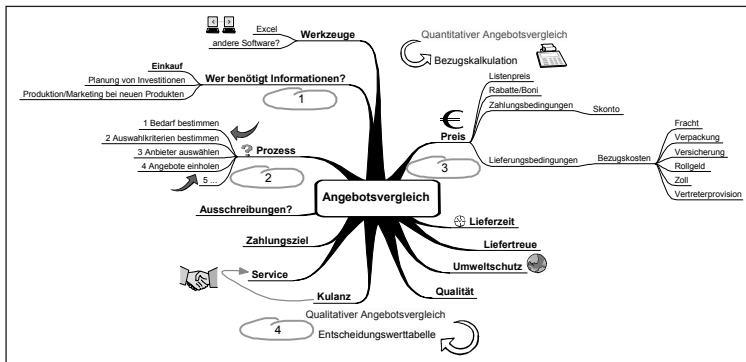 Excel
andere Software?
Werkzeuge
Einkauf
Planung von Investitionen
Produktion/Marketing bei neuen Produkten
Wer benötigt Informationen?
1
1 Bedarf bestimmen
2 Auswahlkriterien bestimmen
3 Anbieter auswählen
4 Angebote einholen
5 ...
? Prozess
2
Ausschreibungen?
Zahlungsziel
Service
Kulanz
Angebotsvergleich
Quantitativer Angebotsvergleich
Bezugskalkulation
€
Preis
3
Listenpreis
Rabatte/Boni
Zahlungsbedingungen
Skonto
Lieferungsbedingungen
Bezugskosten
Fracht
Verpackung
Versicherung
Rollgeld
Zoll
Vertreterprovision
Lieferzeit
Liefertreue
Umweltschutz
Qualität
Qualitativer Angebotsvergleich
4
Entscheidungswerttabelle